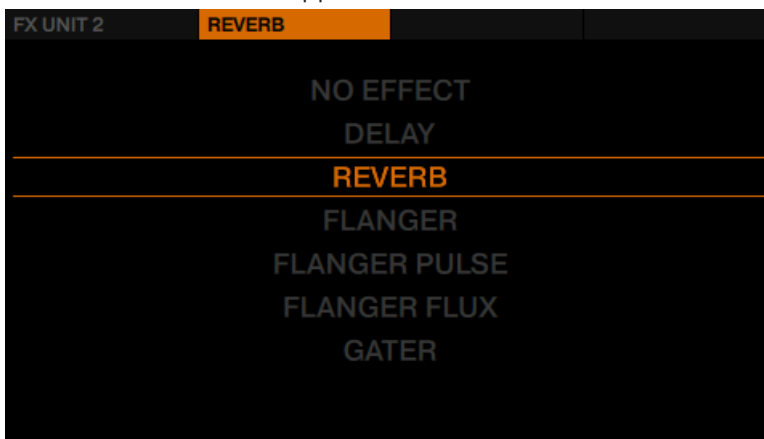 FX UNIT 2 REVERB
NO EFFECT
DELAY
REVERB
FLANGER
FLANGER PULSE
FLANGER FLUX
GATER